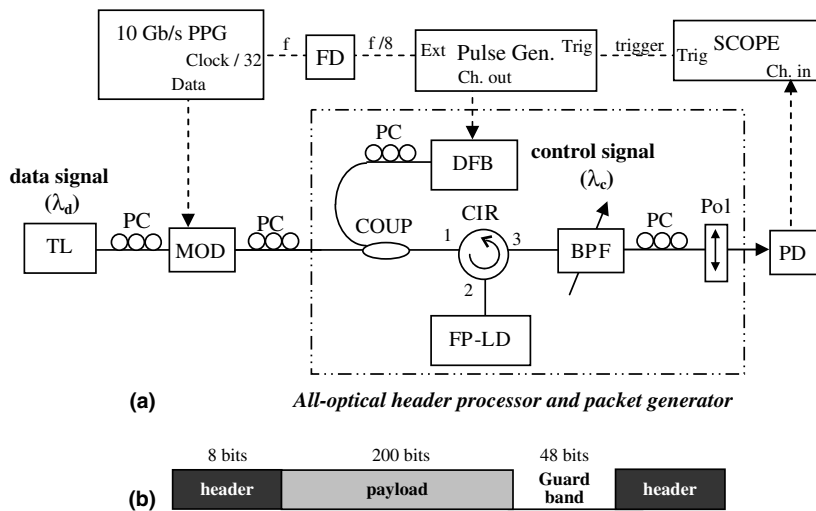 10 Gb/s PPG
Clock / 32
Data
f
FD
f /8
Ext
Pulse Gen.
Trig
Ch. out
trigger
Trig
SCOPE
Ch. in
PC
DFB
control signal
(λc)
data signal
(λd)
TL
PC
MOD
PC
COUP
CIR
1
2
3
BPF
PC
Pol
PD
FP-LD
(a)
All-optical header processor and packet generator
8 bits
200 bits
48 bits
(b)
header
payload
Guard
band
header